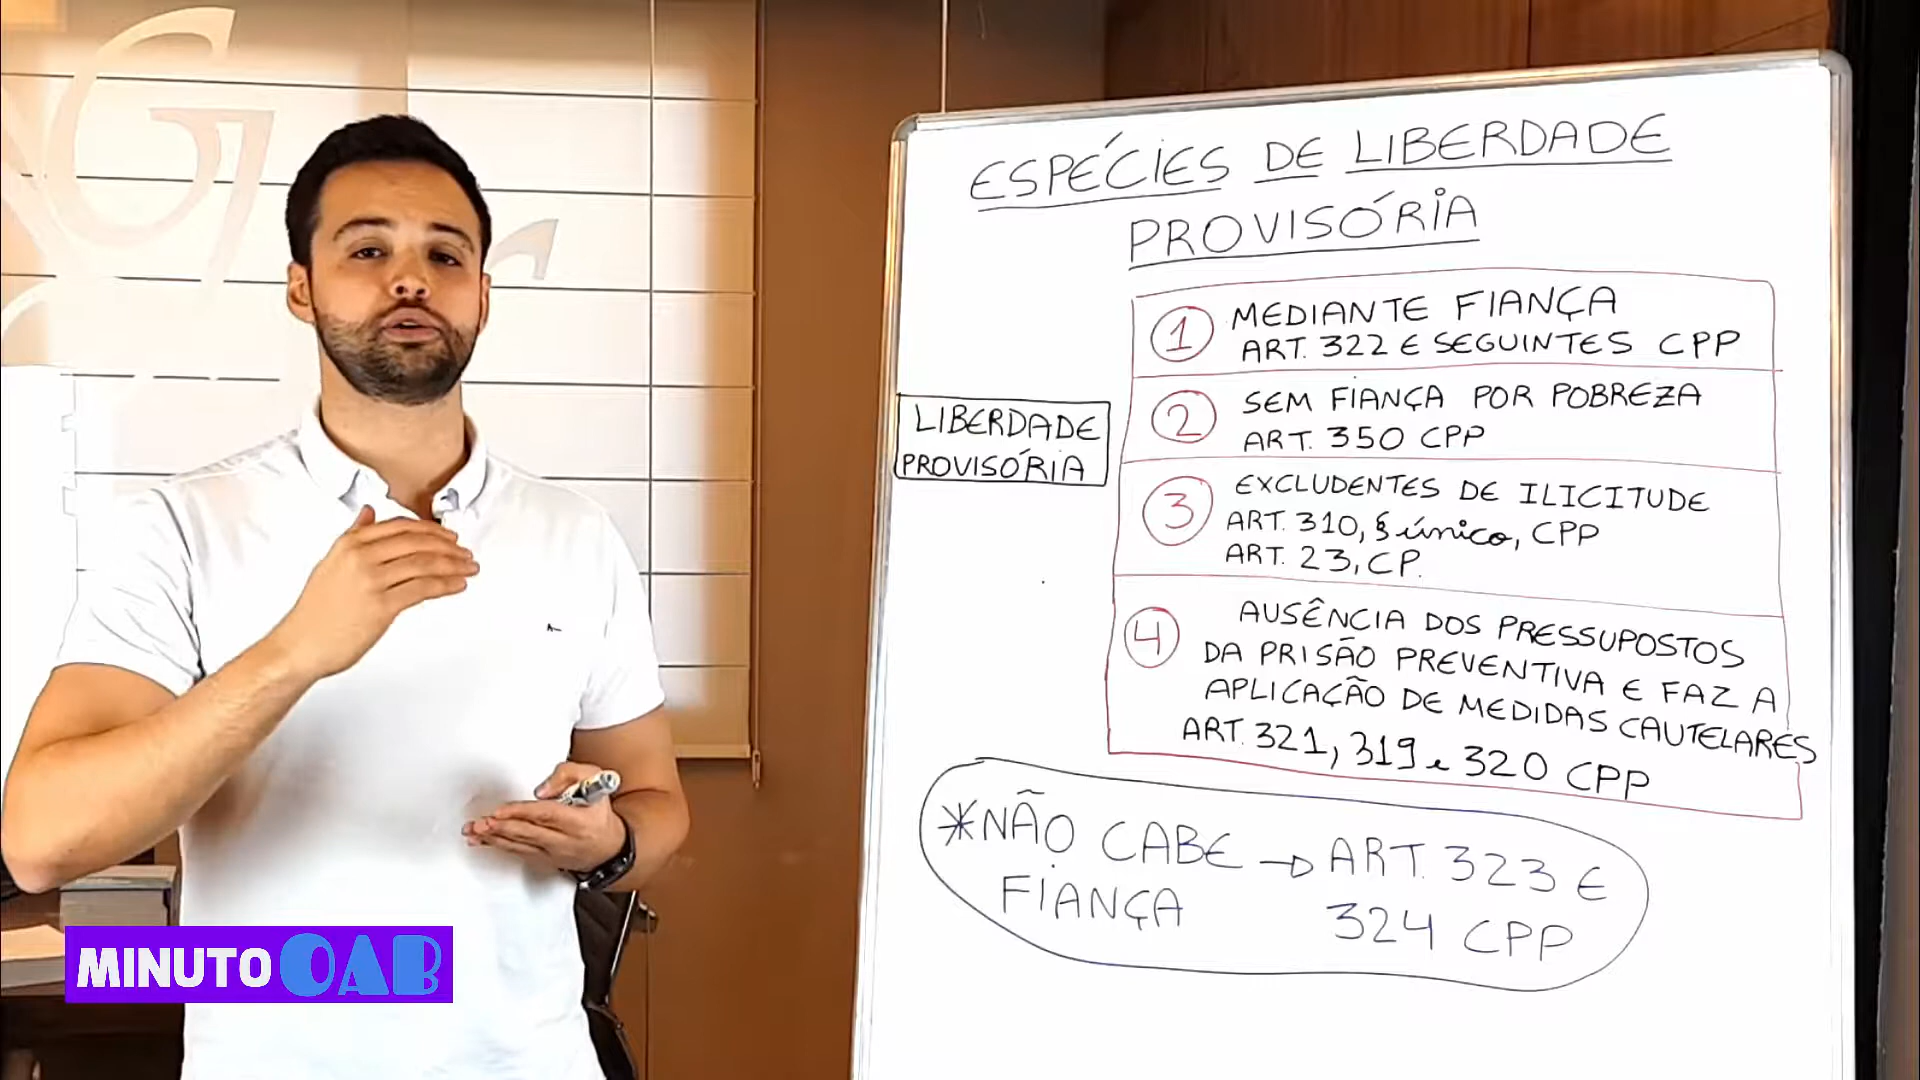 ESPÉCIES DE LIBERDADE
PROVISÓRIA
LIBERDADE
PROVISÓRIA
1 MEDIANTE FIANÇA
ART. 322 E SEGUINTES CPP
2 SEM FIANÇA POR POBREZA
ART. 350 CPP
3 EXCLUDENTES DE ILICITUDE
ART. 310, § único, CPP
ART. 23, CP.
4 AUSÊNCIA DOS PRESSUPOSTOS
DA PRISÃO PREVENTIVA E FAZ A
APLICAÇÃO DE MEDIDAS CAUTELARES
ART. 321, 319 e 320 CPP
*NÃO CABE → ART. 323 E
FIANÇA 324 CPP
MINUTO OAB
G